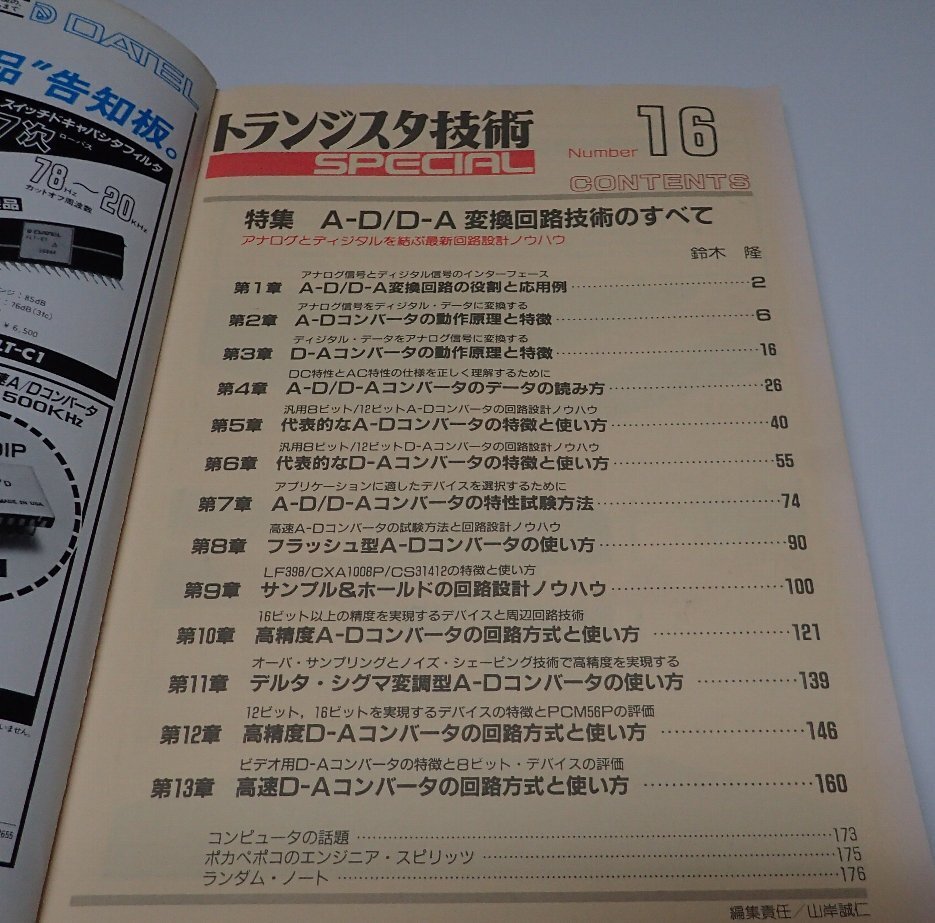 DATEL
品"告知板。
スイッチドキャパシタフィルタ
7次 ローパス
78Hz～20KHz
カットオフ周波数
DATEL
85dB
76dB(3fc)
¥6,500
LT-C1
A/Dコンバータ
500KHz
DIP
MADE IN USA
トランジスタ技術
SPECIAL
Number 16
CONTENTS
特集 A-D/D-A 変換回路技術のすべて
アナログとディジタルを結ぶ最新回路設計ノウハウ
鈴木 隆
アナログ信号とディジタル信号のインターフェース
第1章 A-D/D-A変換回路の役割と応用例 2
アナログ信号をディジタル・データに変換する
第2章 A-Dコンバータの動作原理と特徴 6
ディジタル・データをアナログ信号に変換する
第3章 D-Aコンバータの動作原理と特徴 16
DC特性とAC特性の仕様を正しく理解するために
第4章 A-D/D-Aコンバータのデータの読み方 26
汎用8ビット/12ビットA-Dコンバータの回路設計ノウハウ
第5章 代表的なA-Dコンバータの特徴と使い方 40
汎用8ビット/12ビットD-Aコンバータの回路設計ノウハウ
第6章 代表的なD-Aコンバータの特徴と使い方 55
アプリケーションに適したデバイスを選択するために
第7章 A-D/D-Aコンバータの特性試験方法 74
高速A-Dコンバータの試験方法と回路設計ノウハウ
第8章 フラッシュ型A-Dコンバータの使い方 90
LF398/CXA1008P/CS31412の特徴と使い方
第9章 サンプル&ホールドの回路設計ノウハウ 100
16ビット以上の精度を実現するデバイスと周辺回路技術
第10章 高精度A-Dコンバータの回路方式と使い方 121
オーバ・サンプリングとノイズ・シェーピング技術で高精度を実現する
第11章 デルタ・シグマ変調型A-Dコンバータの使い方 139
12ビット，16ビットを実現するデバイスの特徴とPCM56Pの評価
第12章 高精度D-Aコンバータの回路方式と使い方 146
ビデオ用D-Aコンバータの特徴と8ビット・デバイスの評価
第13章 高速D-Aコンバータの回路方式と使い方 160
コンピュータの話題 173
ポカペポコのエンジニア・スピリッツ 175
ランダム・ノート 176
編集責任／山岸誠仁